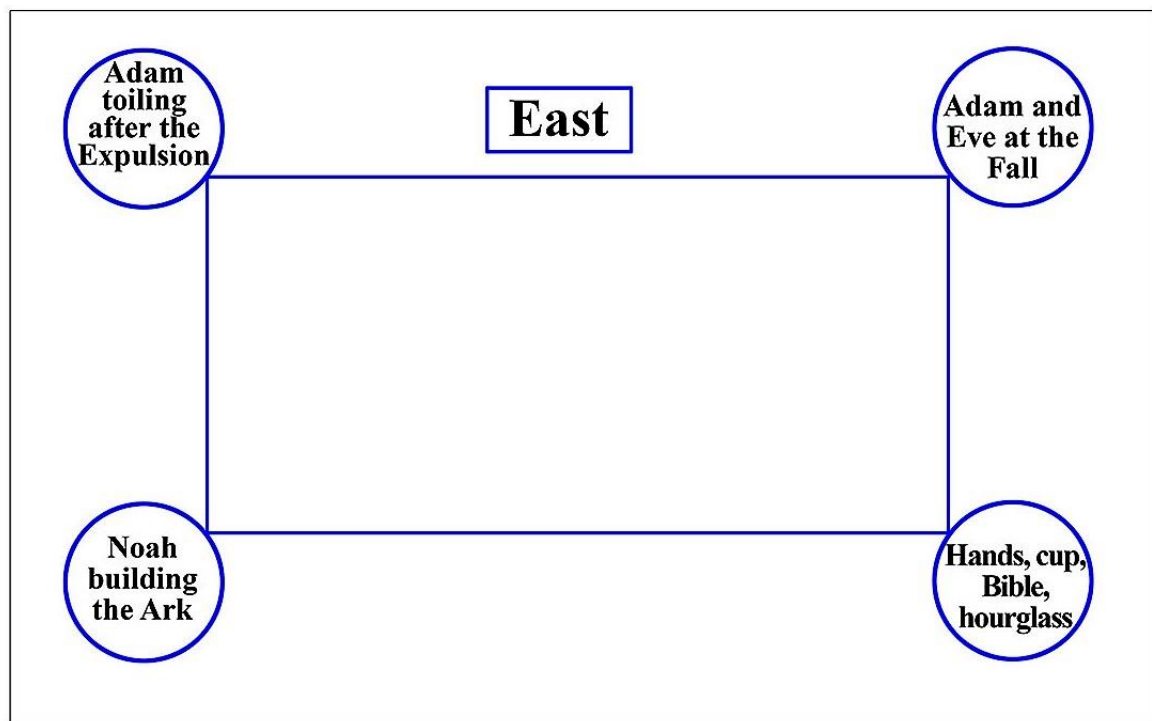 Adam
toiling
after the
Expulsion
East
Adam and
Eve at the
Fall
Noah
building
the Ark
Hands, cup,
Bible,
hourglass